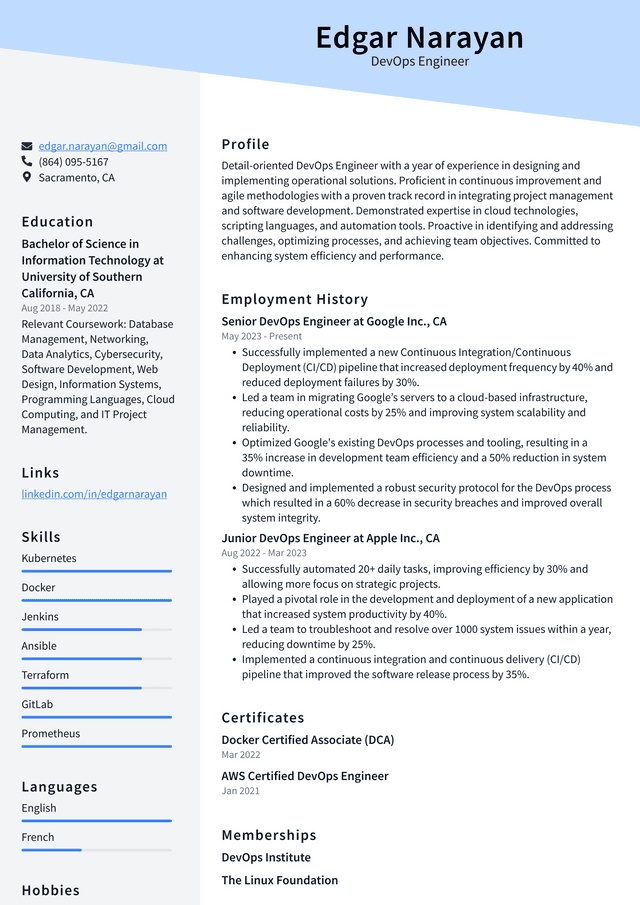 Edgar Narayan
DevOps Engineer
edgar.narayan@gmail.com
(864) 095-5167
Sacramento, CA
Education
Bachelor of Science in
Information Technology at
University of Southern
California, CA
Aug 2018 - May 2022
Relevant Coursework: Database
Management, Networking,
Data Analytics, Cybersecurity,
Software Development, Web
Design, Information Systems,
Programming Languages, Cloud
Computing, and IT Project
Management.
Links
linkedin.com/in/edgarnarayan
Skills
Kubernetes
Docker
Jenkins
Ansible
Terraform
GitLab
Prometheus
Languages
English
French
Hobbies
Profile
Detail-oriented DevOps Engineer with a year of experience in designing and
implementing operational solutions. Proficient in continuous improvement and
agile methodologies with a proven track record in integrating project management
and software development. Demonstrated expertise in cloud technologies,
scripting languages, and automation tools. Proactive in identifying and addressing
challenges, optimizing processes, and achieving team objectives. Committed to
enhancing system efficiency and performance.
Employment History
Senior DevOps Engineer at Google Inc., CA
May 2023 - Present
• Successfully implemented a new Continuous Integration/Continuous
Deployment (CI/CD) pipeline that increased deployment frequency by 40% and
reduced deployment failures by 30%.
• Led a team in migrating Google's servers to a cloud-based infrastructure,
reducing operational costs by 25% and improving system scalability and
reliability.
• Optimized Google's existing DevOps processes and tooling, resulting in a
35% increase in development team efficiency and a 50% reduction in system
downtime.
• Designed and implemented a robust security protocol for the DevOps process
which resulted in a 60% decrease in security breaches and improved overall
system integrity.
Junior DevOps Engineer at Apple Inc., CA
Aug 2022 - Mar 2023
• Successfully automated 20+ daily tasks, improving efficiency by 30% and
allowing more focus on strategic projects.
• Played a pivotal role in the development and deployment of a new application
that increased system productivity by 40%.
• Led a team to troubleshoot and resolve over 1000 system issues within a year,
reducing downtime by 25%.
• Implemented a continuous integration and continuous delivery (CI/CD)
pipeline that improved the software release process by 35%.
Certificates
Docker Certified Associate (DCA)
Mar 2022
AWS Certified DevOps Engineer
Jan 2021
Memberships
DevOps Institute
The Linux Foundation